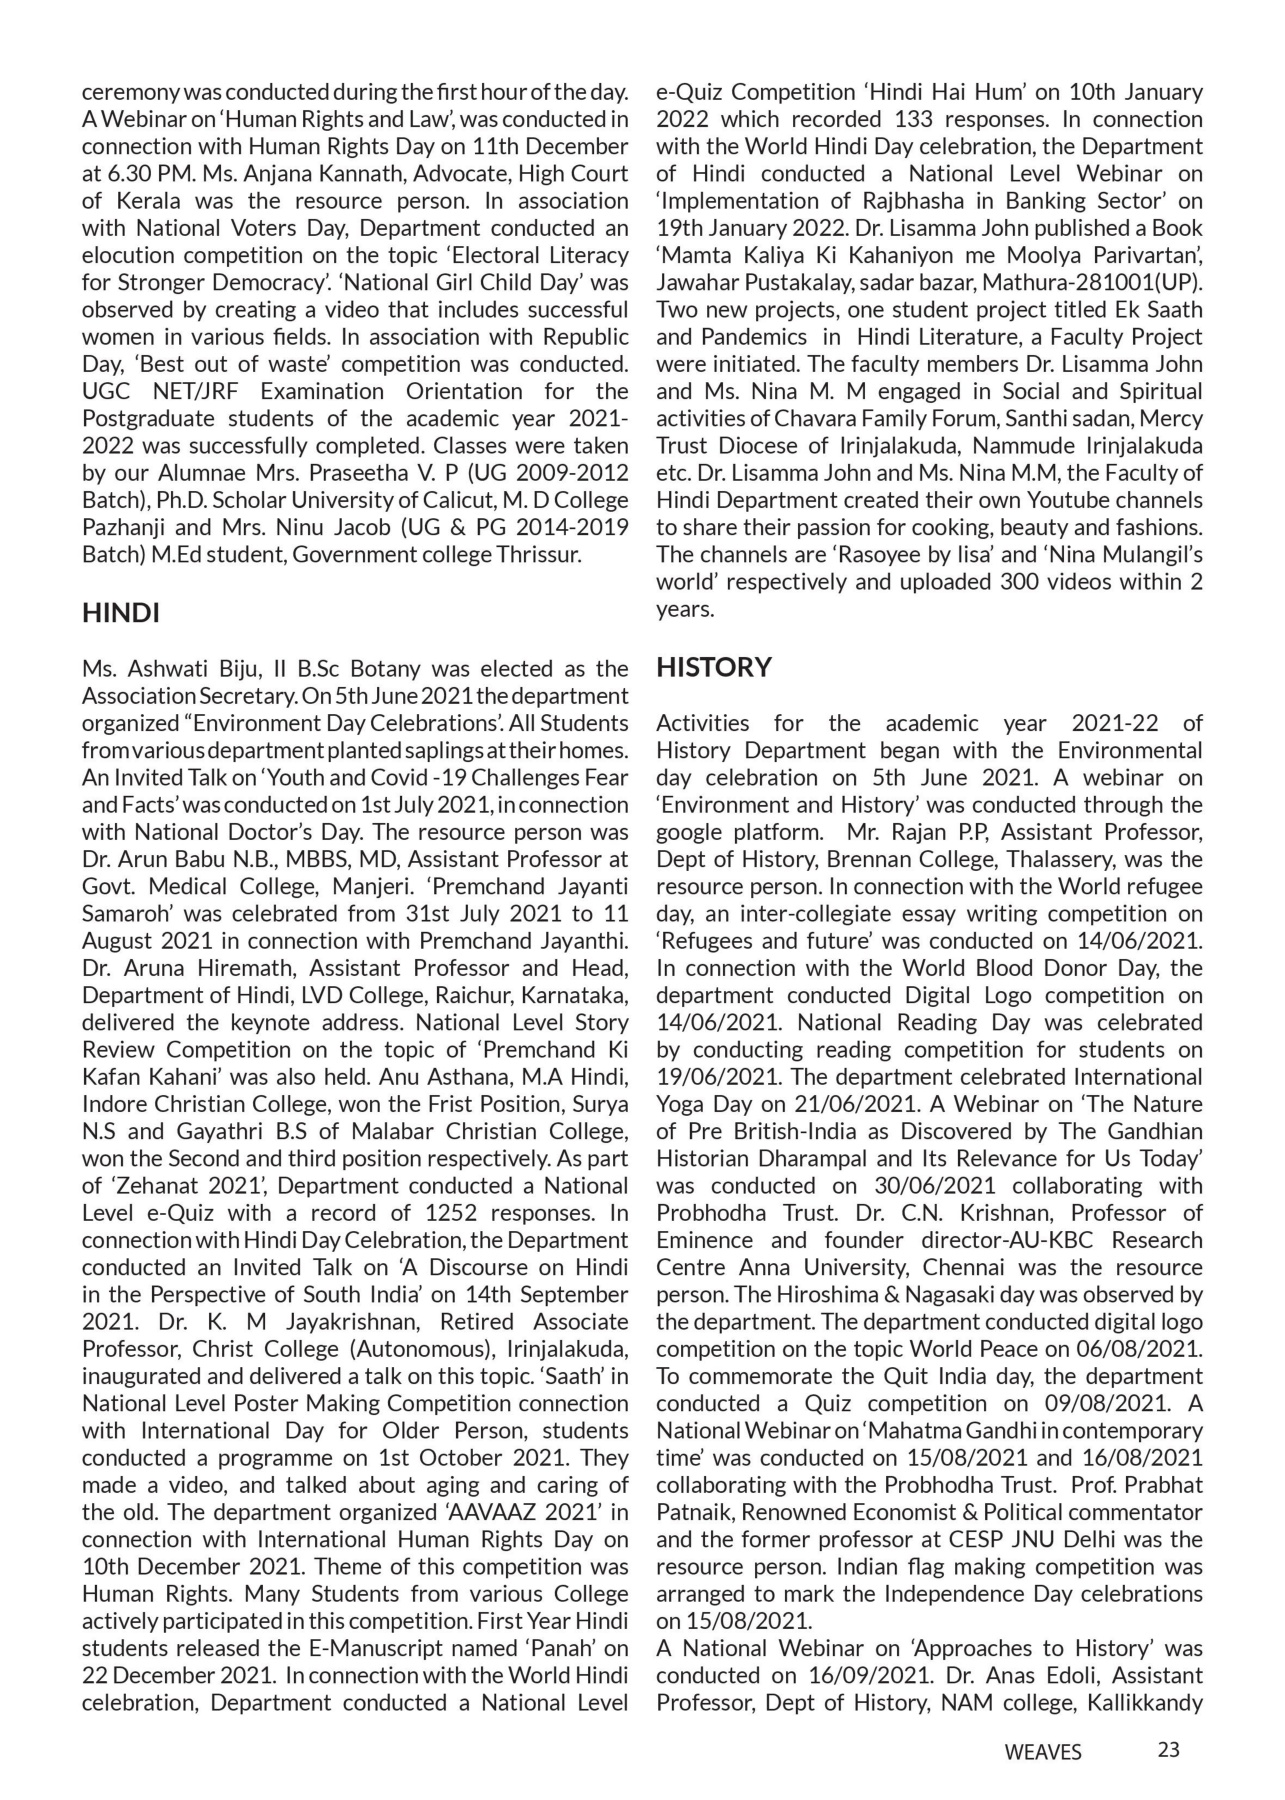 ceremony was conducted during the first hour of the day.
A Webinar on ‘Human Rights and Law’, was conducted in
connection with Human Rights Day on 11th December
at 6.30 PM. Ms. Anjana Kannath, Advocate, High Court
of Kerala was the resource person. In association
with National Voters Day, Department conducted an
elocution competition on the topic ‘Electoral Literacy
for Stronger Democracy’. ‘National Girl Child Day’ was
observed by creating a video that includes successful
women in various fields. In association with Republic
Day, ‘Best out of waste’ competition was conducted.
UGC NET/JRF Examination Orientation for the
Postgraduate students of the academic year 2021-
2022 was successfully completed. Classes were taken
by our Alumnae Mrs. Praseetha V. P (UG 2009-2012
Batch), Ph.D. Scholar University of Calicut, M. D College
Pazhanji and Mrs. Ninu Jacob (UG & PG 2014-2019
Batch) M.Ed student, Government college Thrissur.
HINDI
Ms. Ashwati Biju, II B.Sc Botany was elected as the
Association Secretary. On 5th June 2021 the department
organized “Environment Day Celebrations’. All Students
from various department planted saplings at their homes.
An Invited Talk on ‘Youth and Covid -19 Challenges Fear
and Facts’ was conducted on 1st July 2021, in connection
with National Doctor’s Day. The resource person was
Dr. Arun Babu N.B., MBBS, MD, Assistant Professor at
Govt. Medical College, Manjeri. ‘Premchand Jayanti
Samaroh’ was celebrated from 31st July 2021 to 11
August 2021 in connection with Premchand Jayanthi.
Dr. Aruna Hiremath, Assistant Professor and Head,
Department of Hindi, LVD College, Raichur, Karnataka,
delivered the keynote address. National Level Story
Review Competition on the topic of ‘Premchand Ki
Kafan Kahani’ was also held. Anu Asthana, M.A Hindi,
Indore Christian College, won the Frist Position, Surya
N.S and Gayathri B.S of Malabar Christian College,
won the Second and third position respectively. As part
of ‘Zehanat 2021’, Department conducted a National
Level e-Quiz with a record of 1252 responses. In
connection with Hindi Day Celebration, the Department
conducted an Invited Talk on ‘A Discourse on Hindi
in the Perspective of South India’ on 14th September
2021. Dr. K. M Jayakrishnan, Retired Associate
Professor, Christ College (Autonomous), Irinjalakuda,
inaugurated and delivered a talk on this topic. ‘Saath’ in
National Level Poster Making Competition connection
with International Day for Older Person, students
conducted a programme on 1st October 2021. They
made a video, and talked about aging and caring of
the old. The department organized ‘AAVAAZ 2021’ in
connection with International Human Rights Day on
10th December 2021. Theme of this competition was
Human Rights. Many Students from various College
actively participated in this competition. First Year Hindi
students released the E-Manuscript named ‘Panah’ on
22 December 2021. In connection with the World Hindi
celebration, Department conducted a National Level
e-Quiz Competition ‘Hindi Hai Hum’ on 10th January
2022 which recorded 133 responses. In connection
with the World Hindi Day celebration, the Department
of Hindi conducted a National Level Webinar on
‘Implementation of Rajbhasha in Banking Sector’ on
19th January 2022. Dr. Lisamma John published a Book
‘Mamta Kaliya Ki Kahaniyon me Moolya Parivartan’,
Jawahar Pustakalay, sadar bazar, Mathura-281001(UP).
Two new projects, one student project titled Ek Saath
and Pandemics in Hindi Literature, a Faculty Project
were initiated. The faculty members Dr. Lisamma John
and Ms. Nina M. M engaged in Social and Spiritual
activities of Chavara Family Forum, Santhi sadan, Mercy
Trust Diocese of Irinjalakuda, Nammude Irinjalakuda
etc. Dr. Lisamma John and Ms. Nina M.M, the Faculty of
Hindi Department created their own Youtube channels
to share their passion for cooking, beauty and fashions.
The channels are ‘Rasoyee by lisa’ and ‘Nina Mulangil’s
world’ respectively and uploaded 300 videos within 2
years.
HISTORY
Activities for the academic year 2021-22 of
History Department began with the Environmental
day celebration on 5th June 2021. A webinar on
‘Environment and History’ was conducted through the
google platform. Mr. Rajan P.P, Assistant Professor,
Dept of History, Brennan College, Thalassery, was the
resource person. In connection with the World refugee
day, an inter-collegiate essay writing competition on
‘Refugees and future’ was conducted on 14/06/2021.
In connection with the World Blood Donor Day, the
department conducted Digital Logo competition on
14/06/2021. National Reading Day was celebrated
by conducting reading competition for students on
19/06/2021. The department celebrated International
Yoga Day on 21/06/2021. A Webinar on ‘The Nature
of Pre British-India as Discovered by The Gandhian
Historian Dharampal and Its Relevance for Us Today’
was conducted on 30/06/2021 collaborating with
Probhodha Trust. Dr. C.N. Krishnan, Professor of
Eminence and founder director-AU-KBC Research
Centre Anna University, Chennai was the resource
person. The Hiroshima & Nagasaki day was observed by
the department. The department conducted digital logo
competition on the topic World Peace on 06/08/2021.
To commemorate the Quit India day, the department
conducted a Quiz competition on 09/08/2021. A
National Webinar on ‘Mahatma Gandhi in contemporary
time’ was conducted on 15/08/2021 and 16/08/2021
collaborating with the Probhodha Trust. Prof. Prabhat
Patnaik, Renowned Economist & Political commentator
and the former professor at CESP JNU Delhi was the
resource person. Indian flag making competition was
arranged to mark the Independence Day celebrations
on 15/08/2021.
A National Webinar on ‘Approaches to History’ was
conducted on 16/09/2021. Dr. Anas Edoli, Assistant
Professor, Dept of History, NAM college, Kallikkandy
WEAVES 23